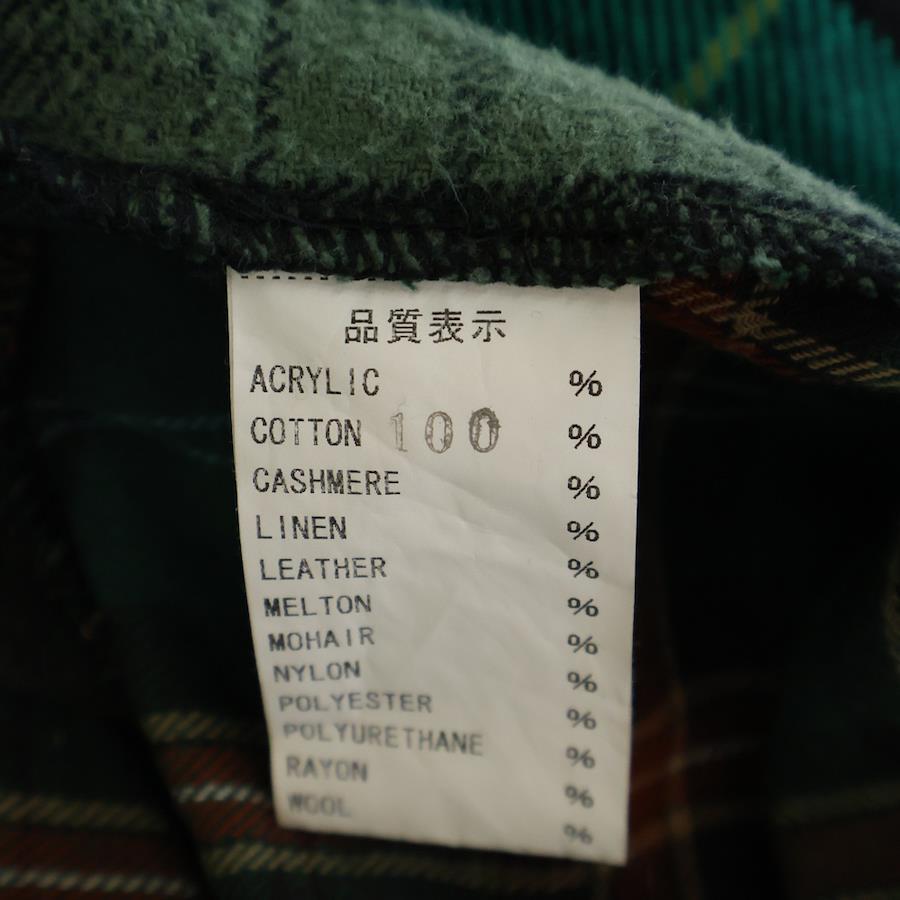 品質表示
ACRYLIC %
COTTON 100 %
CASHMERE %
LINEN %
LEATHER %
MELTON %
MOHAIR %
NYLON %
POLYESTER %
POLYURETHANE %
RAYON %
WOOL %